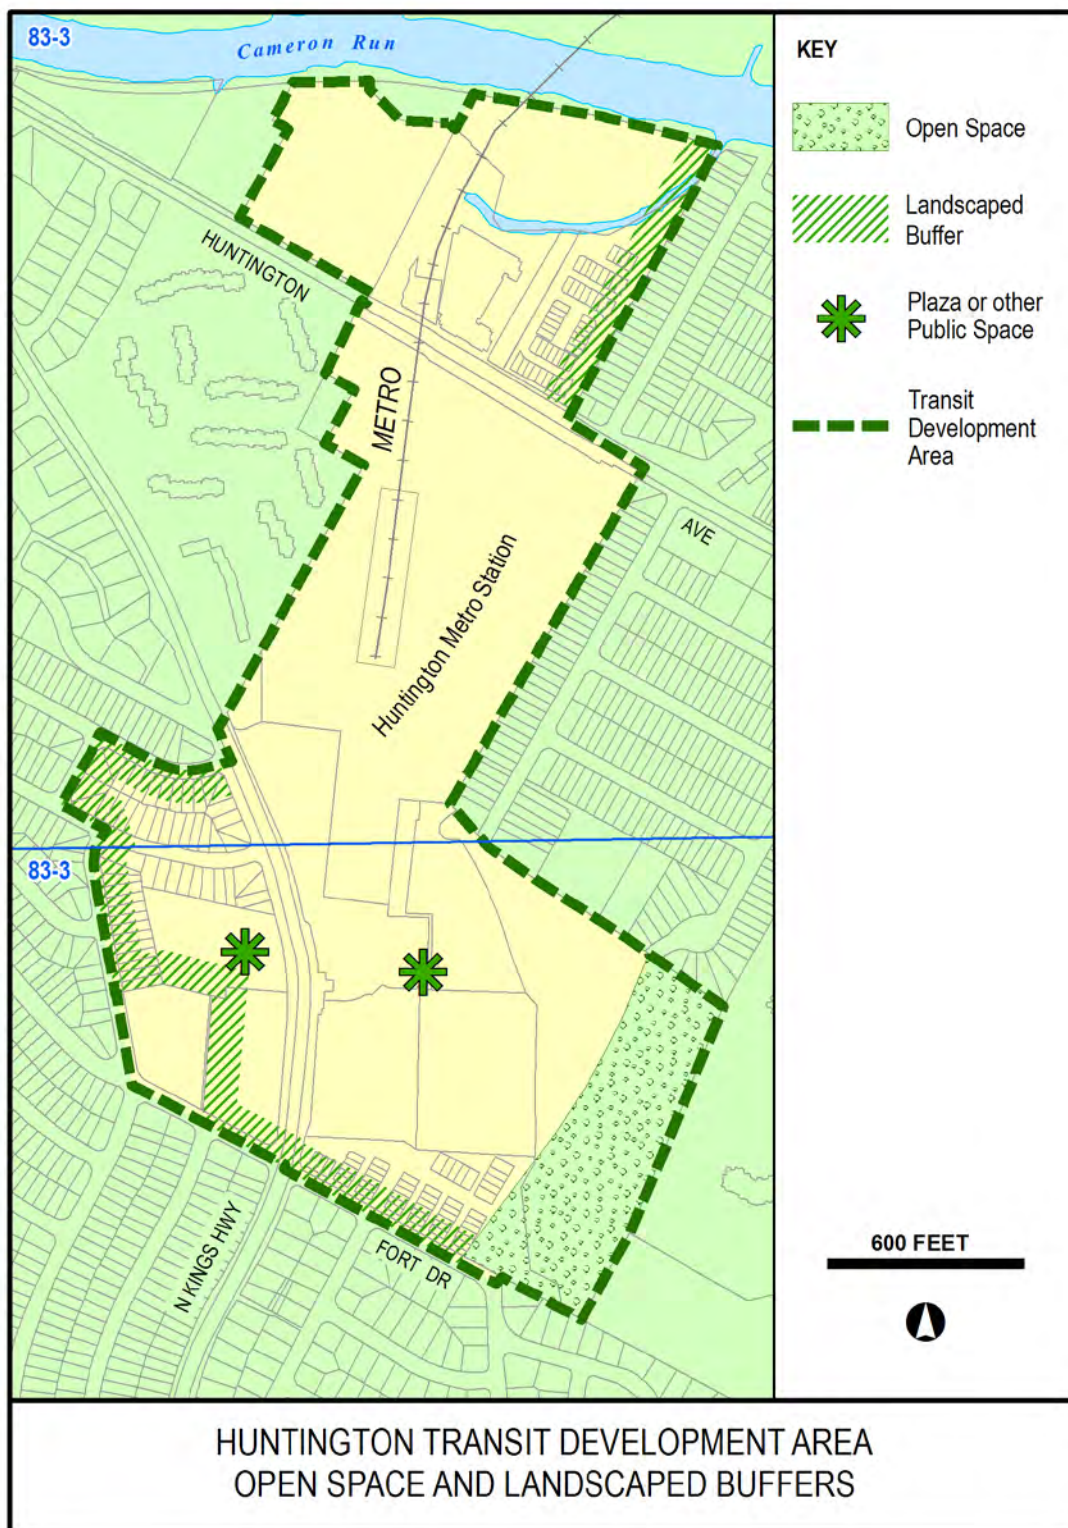 83-3
Cameron Run
HUNTINGTON
METRO
AVE
Huntington Metro Station
83-3
N KINGS HWY
FORT DR
KEY
Open Space
Landscaped
Buffer
Plaza or other
Public Space
Transit
Development
Area
600 FEET
HUNTINGTON TRANSIT DEVELOPMENT AREA
OPEN SPACE AND LANDSCAPED BUFFERS